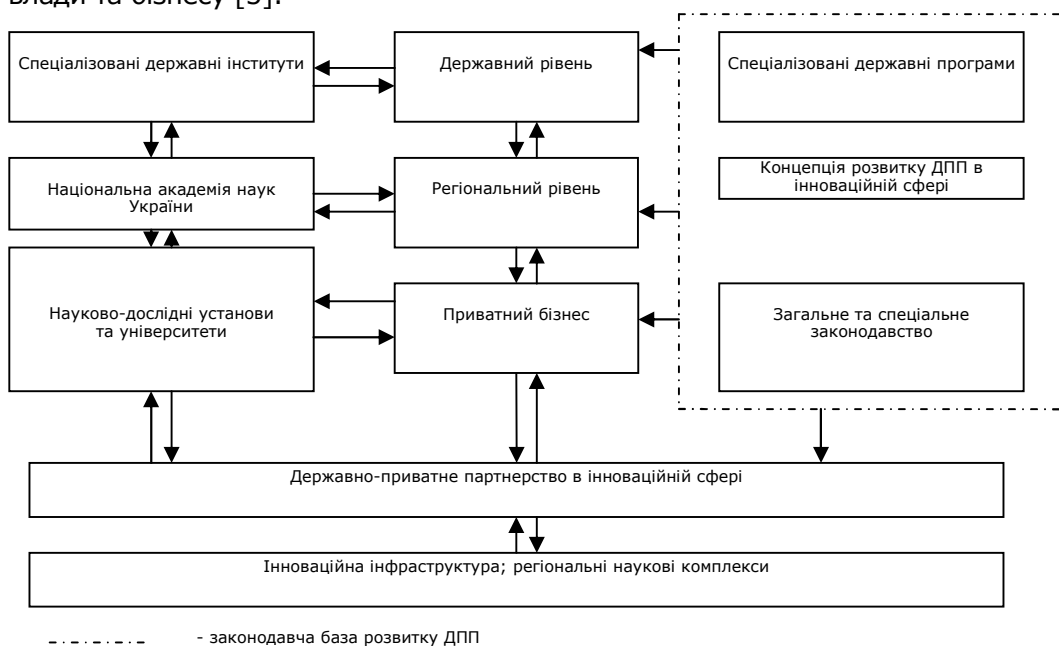 влади та бізнесу [5].
Спеціалізовані державні інститути
Державний рівень
Спеціалізовані державні програми
Національна академія наук
України
Регіональний рівень
Концепція розвитку ДПП в
інноваційній сфері
Науково-дослідні установи
та університети
Приватний бізнес
Загальне та спеціальне
законодавство
Державно-приватне партнерство в інноваційній сфері
Інноваційна інфраструктура; регіональні наукові комплекси
- законодавча база розвитку ДПП